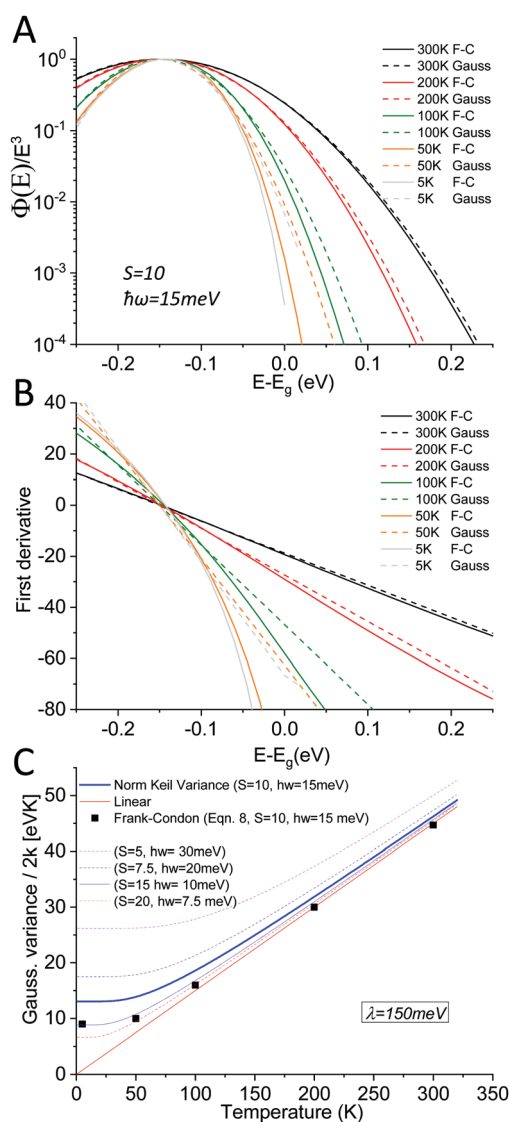 A
10⁰
10⁻¹
10⁻²
10⁻³
10⁻⁴
Φ(E)/E³
300K F-C
300K Gauss
200K F-C
200K Gauss
100K F-C
100K Gauss
50K F-C
50K Gauss
5K F-C
5K Gauss
S=10
ħω=15meV
-0.2 -0.1 0.0 0.1 0.2
E-Eg (eV)
B
40
20
0
-20
-40
-60
-80
First derivative
300K F-C
300K Gauss
200K F-C
200K Gauss
100K F-C
100K Gauss
50K F-C
50K Gauss
5K F-C
5K Gauss
-0.2 -0.1 0.0 0.1 0.2
E-Eg(eV)
C
Norm Keil Variance (S=10, hw=15meV)
Linear
Frank-Condon (Eqn. 8, S=10, hw=15 meV)
(S=5, hw= 30meV)
(S=7.5, hw=20meV)
(S=15 hw= 10meV)
(S=20, hw=7.5 meV)
50
40
30
20
10
0
Gauss. variance / 2k [eVK]
λ=150meV
0 50 100 150 200 250 300 350
Temperature (K)